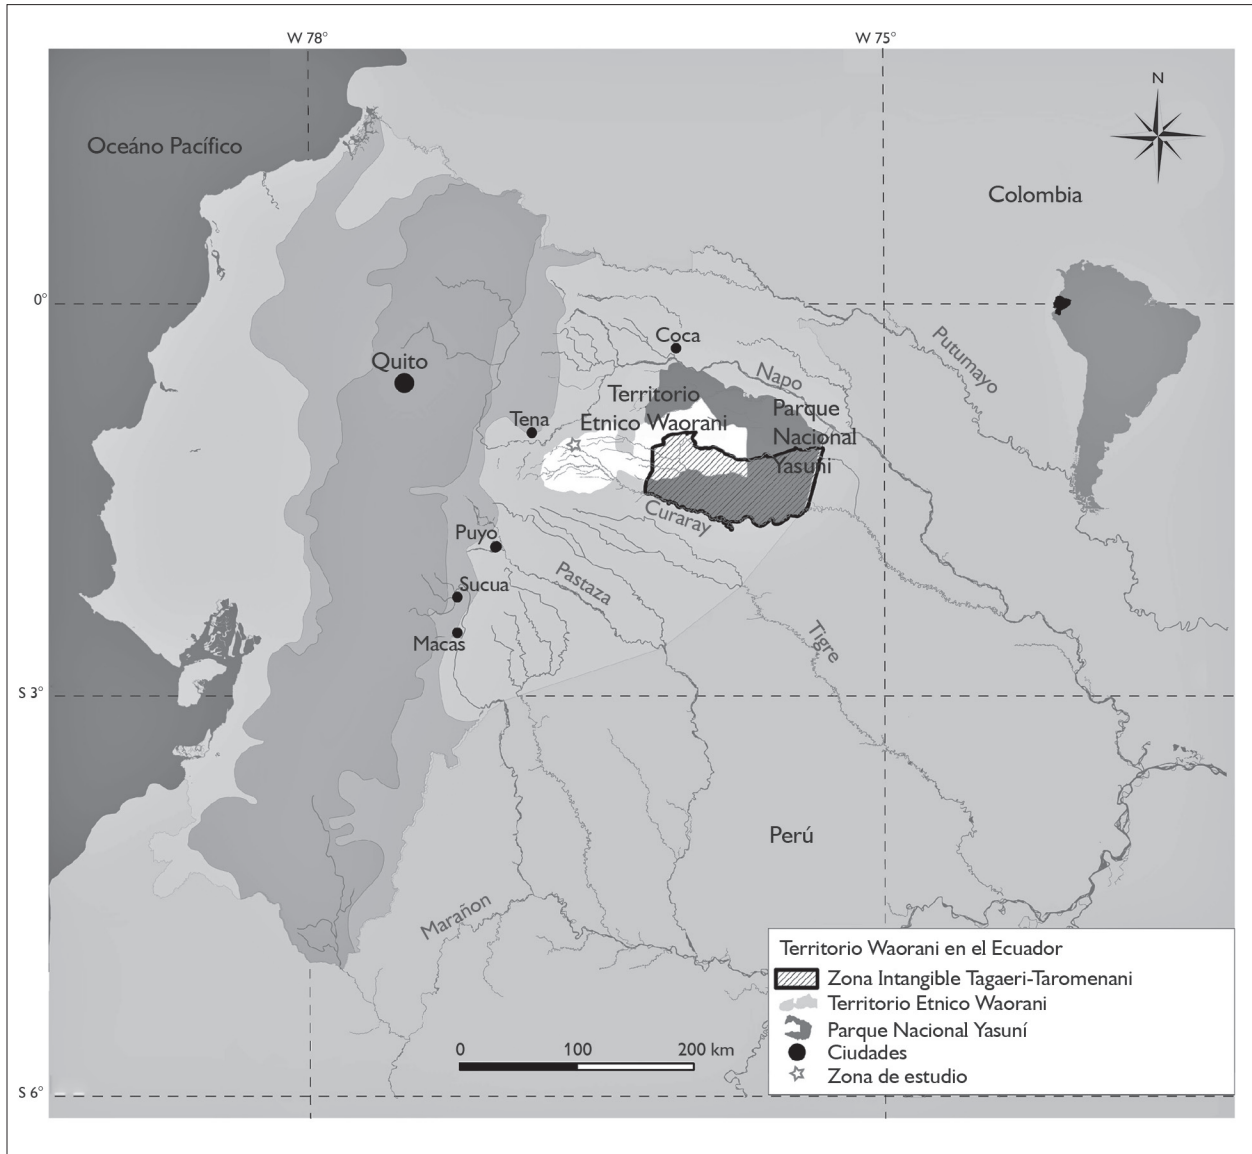 W 78°
W 75°
N
Oceáno Pacífico
Colombia
0°
Putumayo
Coca
Quito
Napo
Territorio
Etnico Waorani
Parque
Nacional
Yasuní
Tena
Curaray
Puyo
Pastaza
Sucua
Macas
Tigre
S 3°
Perú
Marañon
Territorio Waorani en el Ecuador
Zona Intangible Tagaeri-Taromenani
Territorio Etnico Waorani
Parque Nacional Yasuní
Ciudades
Zona de estudio
0 100 200 km
S 6°